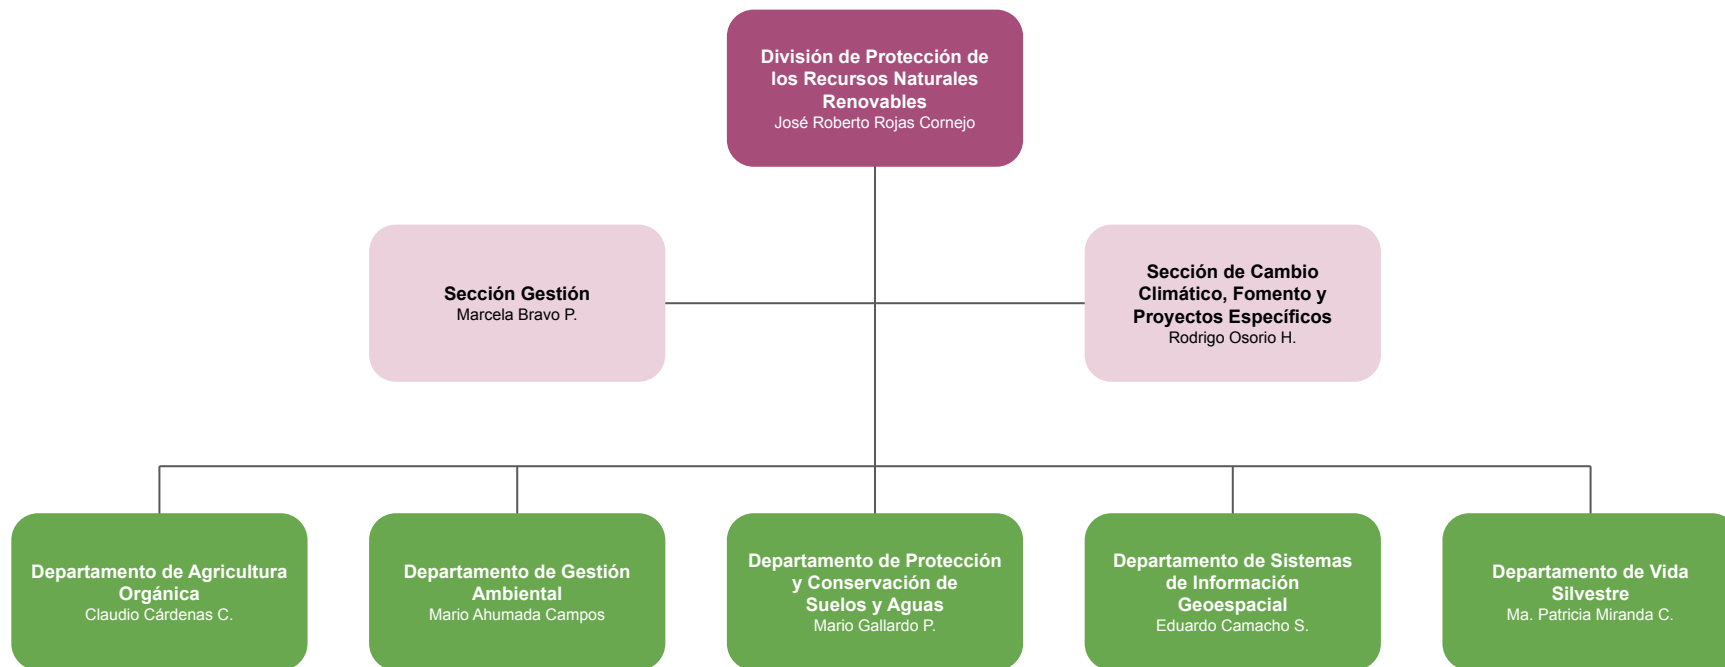 División de Protección de
los Recursos Naturales
Renovables
José Roberto Rojas Cornejo
Sección Gestión
Marcela Bravo P.
Sección de Cambio
Climático, Fomento y
Proyectos Específicos
Rodrigo Osorio H.
Departamento de Agricultura
Orgánica
Claudio Cárdenas C.
Departamento de Gestión
Ambiental
Mario Ahumada Campos
Departamento de Protección
y Conservación de
Suelos y Aguas
Mario Gallardo P.
Departamento de Sistemas
de Información
Geoespacial
Eduardo Camacho S.
Departamento de Vida
Silvestre
Ma. Patricia Miranda C.